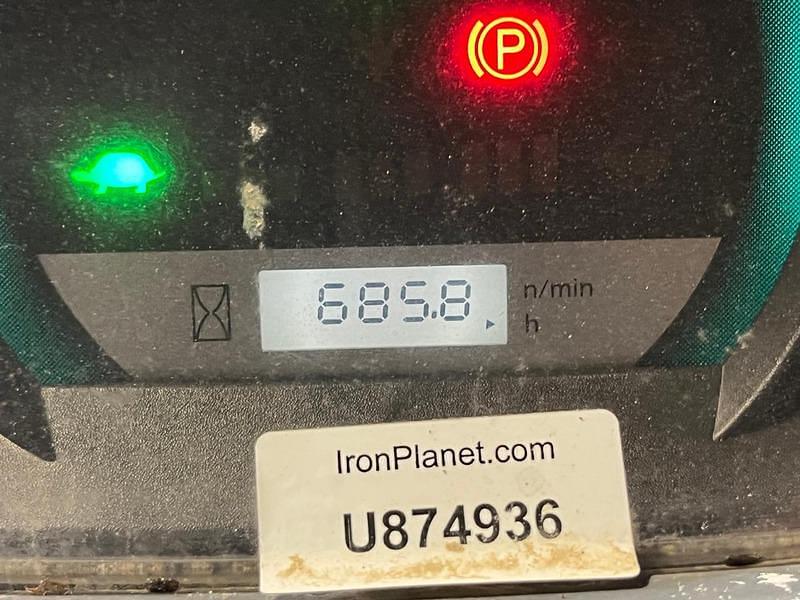 P
685.8
n/min
h
IronPlanet.com
U874936